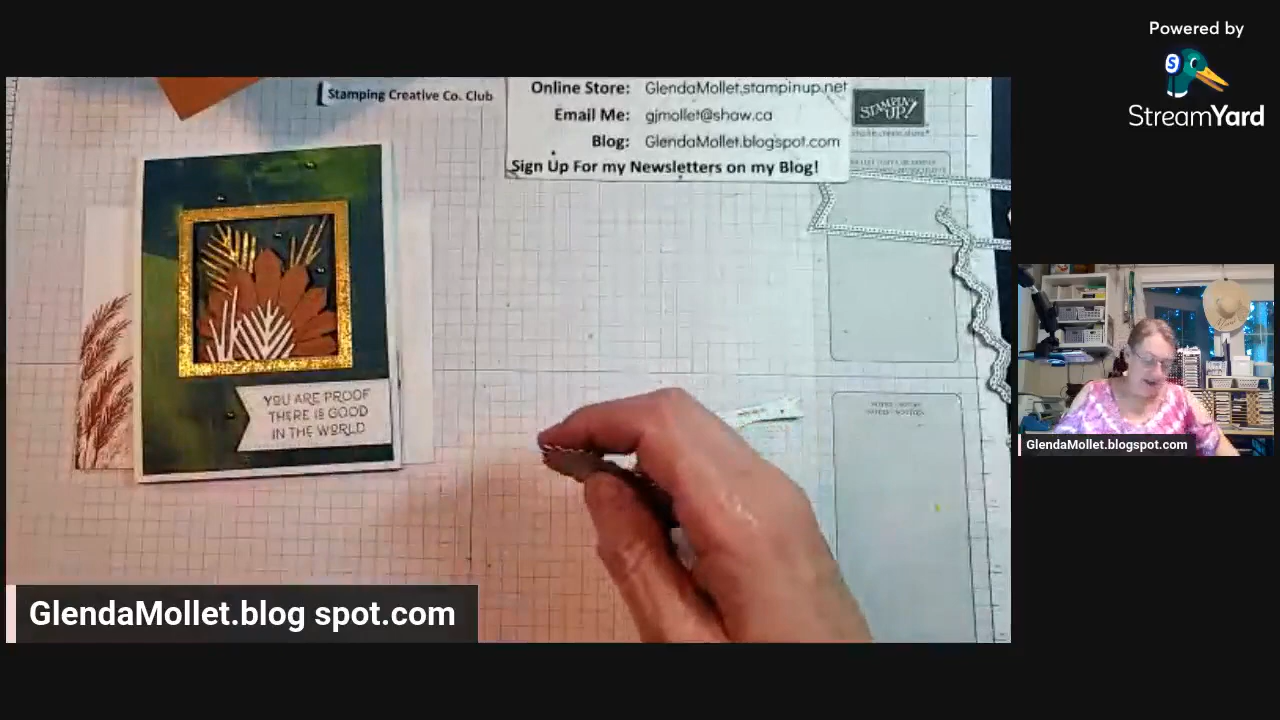 Powered by
StreamYard
Stamping Creative Co. Club
Online Store: GlendaMollet.stampinup.net
Email Me: gjmollet@shaw.ca
Blog: GlendaMollet.blogspot.com
Sign Up For my Newsletters on my Blog!
STAMPIN' UP!
YOU ARE PROOF
THERE IS GOOD
IN THE WORLD
GlendaMollet.blogspot.com
GlendaMollet.blog spot.com